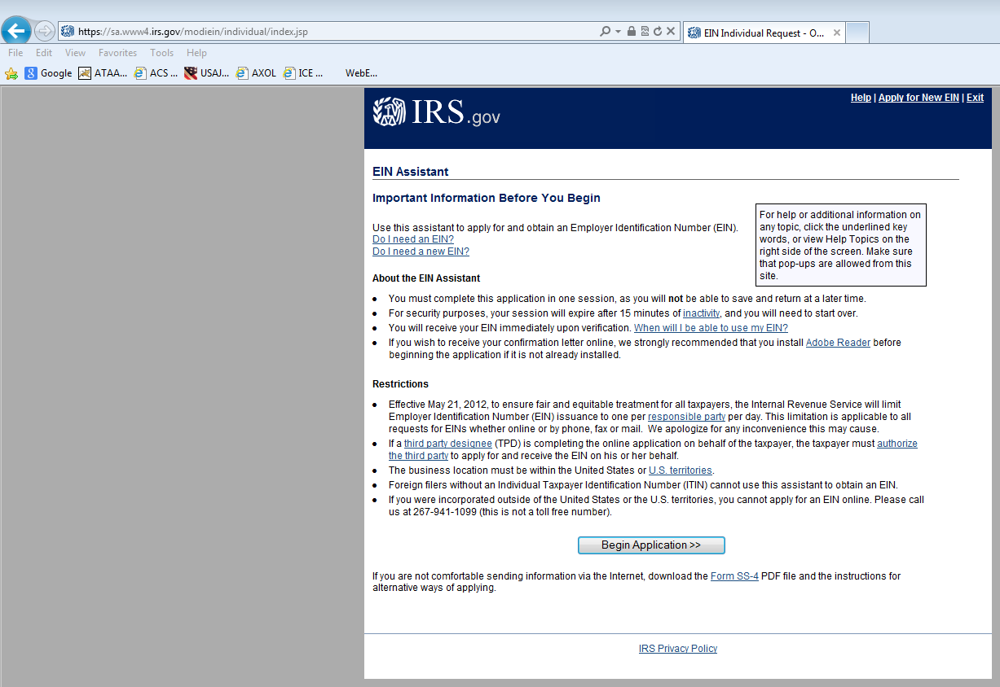 https://sa.www4.irs.gov/modiein/individual/index.jsp
EIN Individual Request - O...
File Edit View Favorites Tools Help
Google ATAA... ACS ... USAJ... AXOL ICE ... WebE...
IRS.gov
Help | Apply for New EIN | Exit
EIN Assistant
Important Information Before You Begin
Use this assistant to apply for and obtain an Employer Identification Number (EIN).
Do I need an EIN?
Do I need a new EIN?
For help or additional information on
any topic, click the underlined key
words, or view Help Topics on the
right side of the screen. Make sure
that pop-ups are allowed from this
site.
About the EIN Assistant
● You must complete this application in one session, as you will not be able to save and return at a later time.
● For security purposes, your session will expire after 15 minutes of inactivity, and you will need to start over.
● You will receive your EIN immediately upon verification. When will I be able to use my EIN?
● If you wish to receive your confirmation letter online, we strongly recommended that you install Adobe Reader before
beginning the application if it is not already installed.
Restrictions
● Effective May 21, 2012, to ensure fair and equitable treatment for all taxpayers, the Internal Revenue Service will limit
Employer Identification Number (EIN) issuance to one per responsible party per day. This limitation is applicable to all
requests for EINs whether online or by phone, fax or mail. We apologize for any inconvenience this may cause.
● If a third party designee (TPD) is completing the online application on behalf of the taxpayer, the taxpayer must authorize
the third party to apply for and receive the EIN on his or her behalf.
● The business location must be within the United States or U.S. territories.
● Foreign filers without an Individual Taxpayer Identification Number (ITIN) cannot use this assistant to obtain an EIN.
● If you were incorporated outside of the United States or the U.S. territories, you cannot apply for an EIN online. Please call
us at 267-941-1099 (this is not a toll free number).
Begin Application >>
If you are not comfortable sending information via the Internet, download the Form SS-4 PDF file and the instructions for
alternative ways of applying.
IRS Privacy Policy